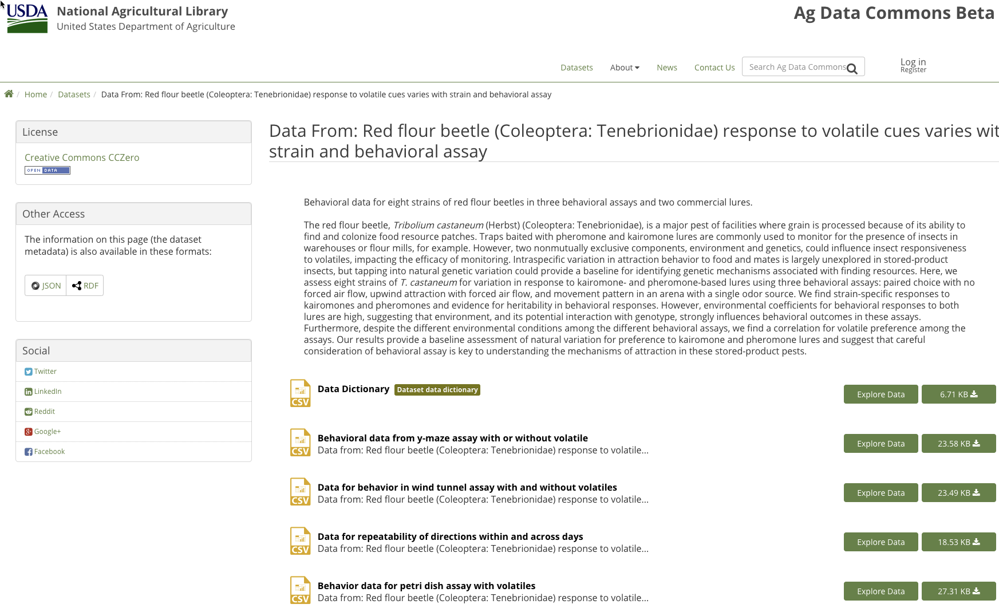 USDA
National Agricultural Library
United States Department of Agriculture
Ag Data Commons Beta
Datasets
About
News
Contact Us
Search Ag Data Commons
Log in
Register
/ Home / Datasets / Data From: Red flour beetle (Coleoptera: Tenebrionidae) response to volatile cues varies with strain and behavioral assay
License
Creative Commons CCZero
OPEN DATA
Other Access
The information on this page (the dataset
metadata) is also available in these formats:
JSON
RDF
Social
Twitter
LinkedIn
Reddit
Google+
Facebook
Data From: Red flour beetle (Coleoptera: Tenebrionidae) response to volatile cues varies wit
strain and behavioral assay
Behavioral data for eight strains of red flour beetles in three behavioral assays and two commercial lures.
The red flour beetle, Tribolium castaneum (Herbst) (Coleoptera: Tenebrionidae), is a major pest of facilities where grain is processed because of its ability to
find and colonize food resource patches. Traps baited with pheromone and kairomone lures are commonly used to monitor for the presence of insects in
warehouses or flour mills, for example. However, two nonmutually exclusive components, environment and genetics, could influence insect responsiveness
to volatiles, impacting the efficacy of monitoring. Intraspecific variation in attraction behavior to food and mates is largely unexplored in stored-product
insects, but tapping into natural genetic variation could provide a baseline for identifying genetic mechanisms associated with finding resources. Here, we
assess eight strains of T. castaneum for variation in response to kairomone- and pheromone-based lures using three behavioral assays: paired choice with no
forced air flow, upwind attraction with forced air flow, and movement pattern in an arena with a single odor source. We find strain-specific responses to
kairomones and pheromones and evidence for heritability in behavioral responses. However, environmental coefficients for behavioral responses to both
lures are high, suggesting that environment, and its potential interaction with genotype, strongly influences behavioral outcomes in these assays.
Furthermore, despite the different environmental conditions among the different behavioral assays, we find a correlation for volatile preference among the
assays. Our results provide a baseline assessment of natural variation for preference to kairomone and pheromone lures and suggest that careful
consideration of behavioral assay is key to understanding the mechanisms of attraction in these stored-product pests.
CSV
Data Dictionary Dataset data dictionary
Explore Data
6.71 KB
CSV
Behavioral data from y-maze assay with or without volatile
Data from: Red flour beetle (Coleoptera: Tenebrionidae) response to volatile...
Explore Data
23.58 KB
CSV
Data for behavior in wind tunnel assay with and without volatiles
Data from: Red flour beetle (Coleoptera: Tenebrionidae) response to volatile...
Explore Data
23.49 KB
CSV
Data for repeatability of directions within and across days
Data from: Red flour beetle (Coleoptera: Tenebrionidae) response to volatile...
Explore Data
18.53 KB
CSV
Behavior data for petri dish assay with volatiles
Data from: Red flour beetle (Coleoptera: Tenebrionidae) response to volatile...
Explore Data
27.31 KB